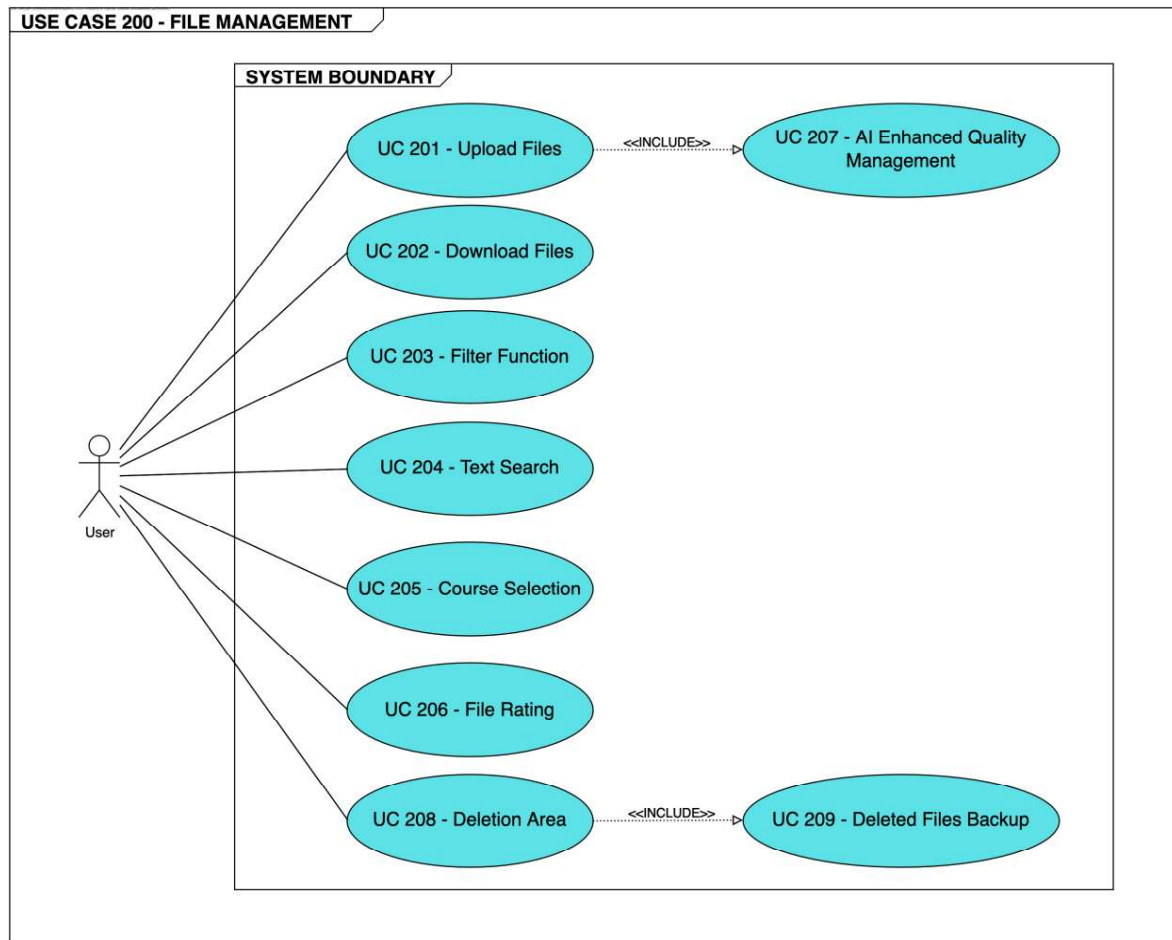 USE CASE 200 - FILE MANAGEMENT
SYSTEM BOUNDARY
UC 201 - Upload Files
<<INCLUDE>>
UC 207 - AI Enhanced Quality
Management
UC 202 - Download Files
UC 203 - Filter Function
UC 204 - Text Search
User
UC 205 - Course Selection
UC 206 - File Rating
UC 208 - Deletion Area
<<INCLUDE>>
UC 209 - Deleted Files Backup